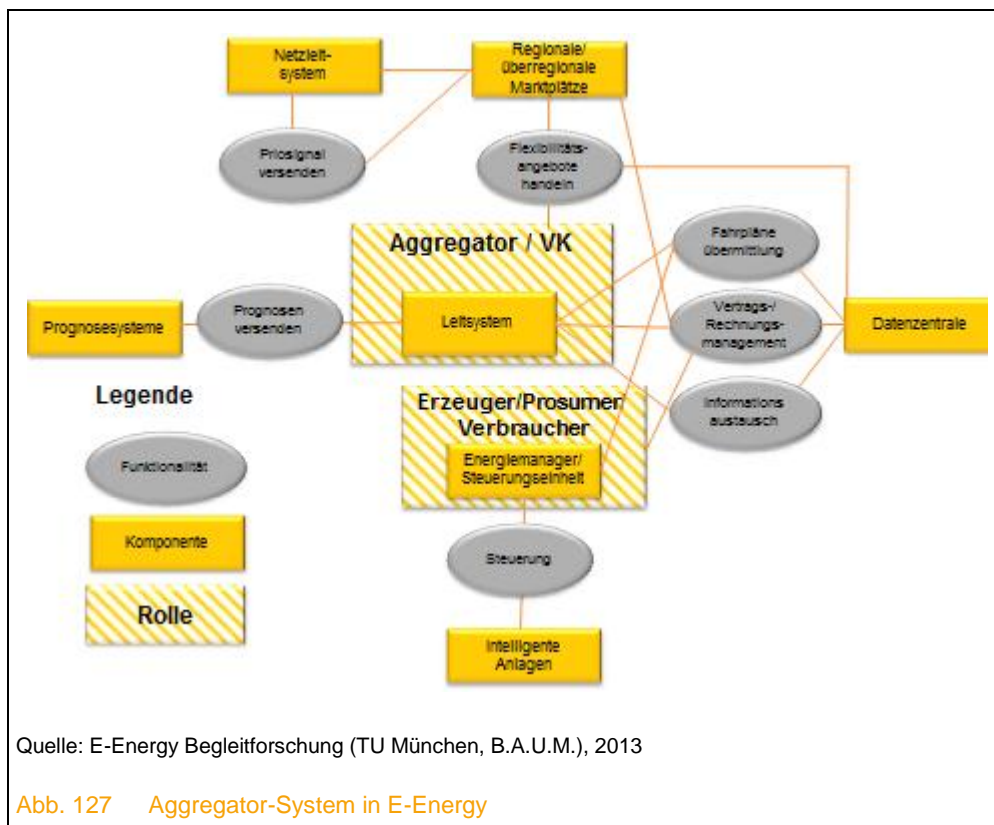 Netzleit-
system
Regionale/
überregionale
Marktplätze
Priosignal
versenden
Flexibilitäts-
angebote
handeln
Aggregator / VK
Fahrpläne
übermittlung
Prognosesysteme
Prognosen
versenden
Leitsystem
Vertrags-/
Rechnungs-
management
Datenzentrale
Legende
Erzeuger/Prosumer
Verbraucher
Informations
austausch
Funktionalität
Energiemanager/
Steuerungseinheit
Komponente
Steuerung
Rolle
Intelligente
Anlagen
Quelle: E-Energy Begleitforschung (TU München, B.A.U.M.), 2013
Abb. 127 Aggregator-System in E-Energy